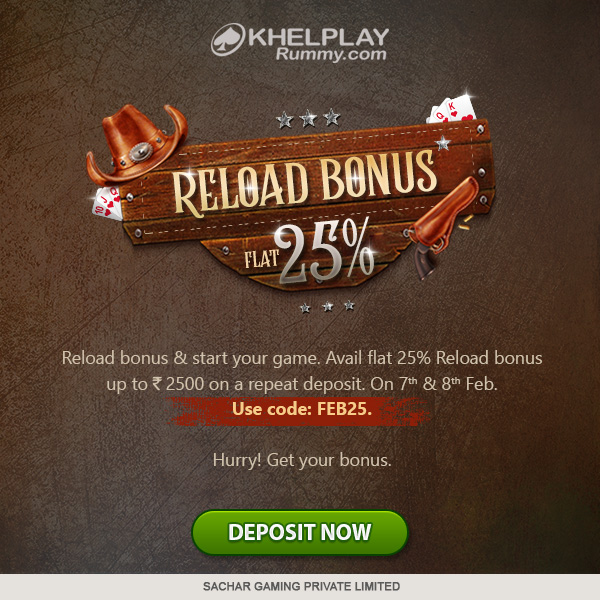 KHELPLAY
Rummy.com
K
Q
RELOAD BONUS
10 J Q
FLAT 25%
Reload bonus & start your game. Avail flat 25% Reload bonus
up to ₹ 2500 on a repeat deposit. On 7th & 8th Feb.
Use code: FEB25.
Hurry! Get your bonus.
DEPOSIT NOW
SACHAR GAMING PRIVATE LIMITED